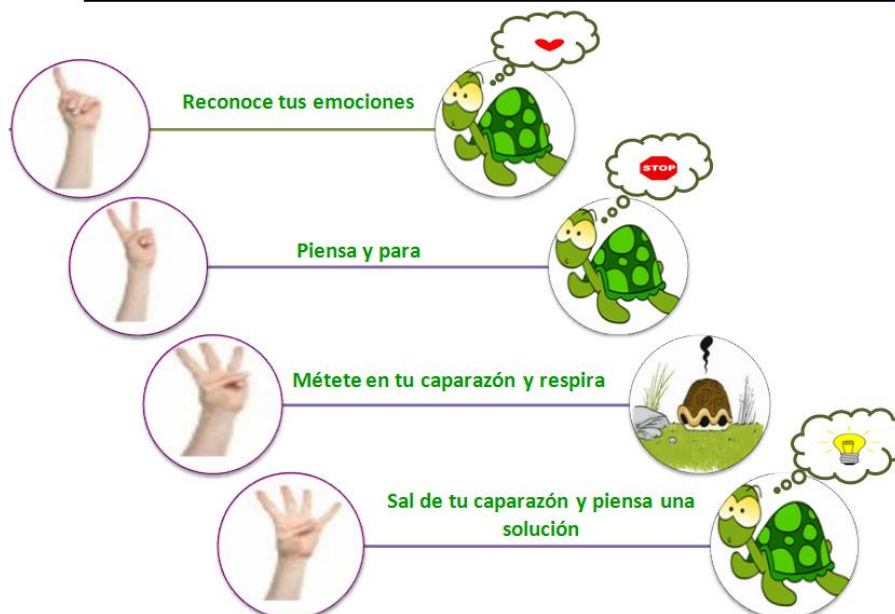 Reconoce tus emociones
STOP
Piensa y para
Métete en tu caparazón y respira
Sal de tu caparazón y piensa una
solución